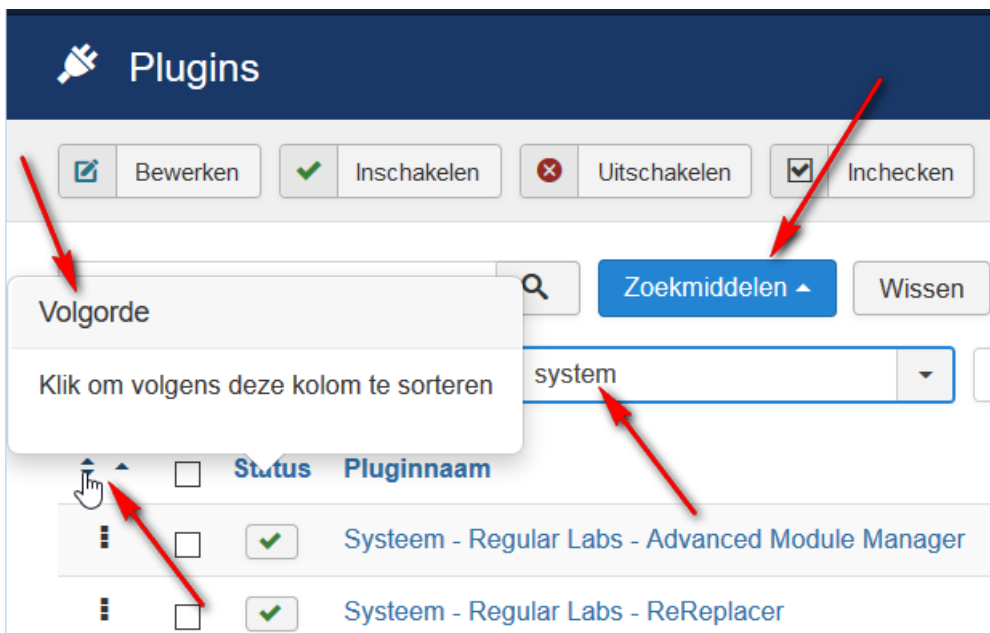 Plugins
Bewerken
Inschakelen
Uitschakelen
Inchecken
Zoekmiddelen
Wissen
Volgorde
Klik om volgens deze kolom te sorteren
system
Status
Pluginnaam
Systeem - Regular Labs - Advanced Module Manager
Systeem - Regular Labs - ReReplacer